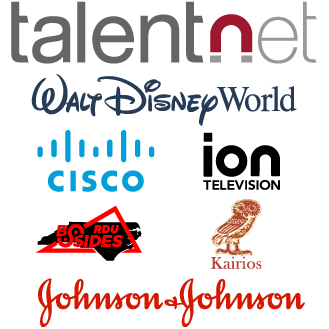 talentnet
Walt Disney World
CISCO
ion
TELEVISION
BSIDES
RDU
Kairios
Johnson & Johnson